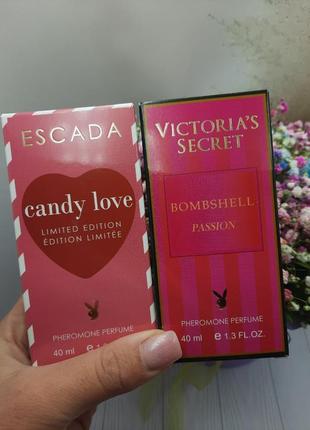 ESCADA
candy love
LIMITED EDITION
ÉDITION LIMITÉE
PHEROMONE PERFUME
40 ml e 1
VICTORIA'S
SECRET
BOMBSHELL
PASSION
PHEROMONE PERFUME
40 ml e 1.3 FL.OZ.